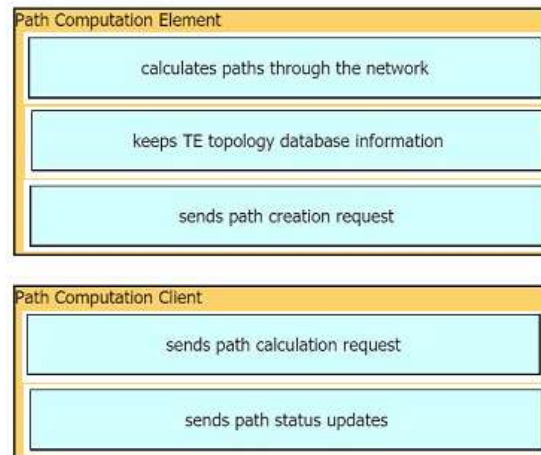 Path Computation Element
calculates paths through the network
keeps TE topology database information
sends path creation request
Path Computation Client
sends path calculation request
sends path status updates